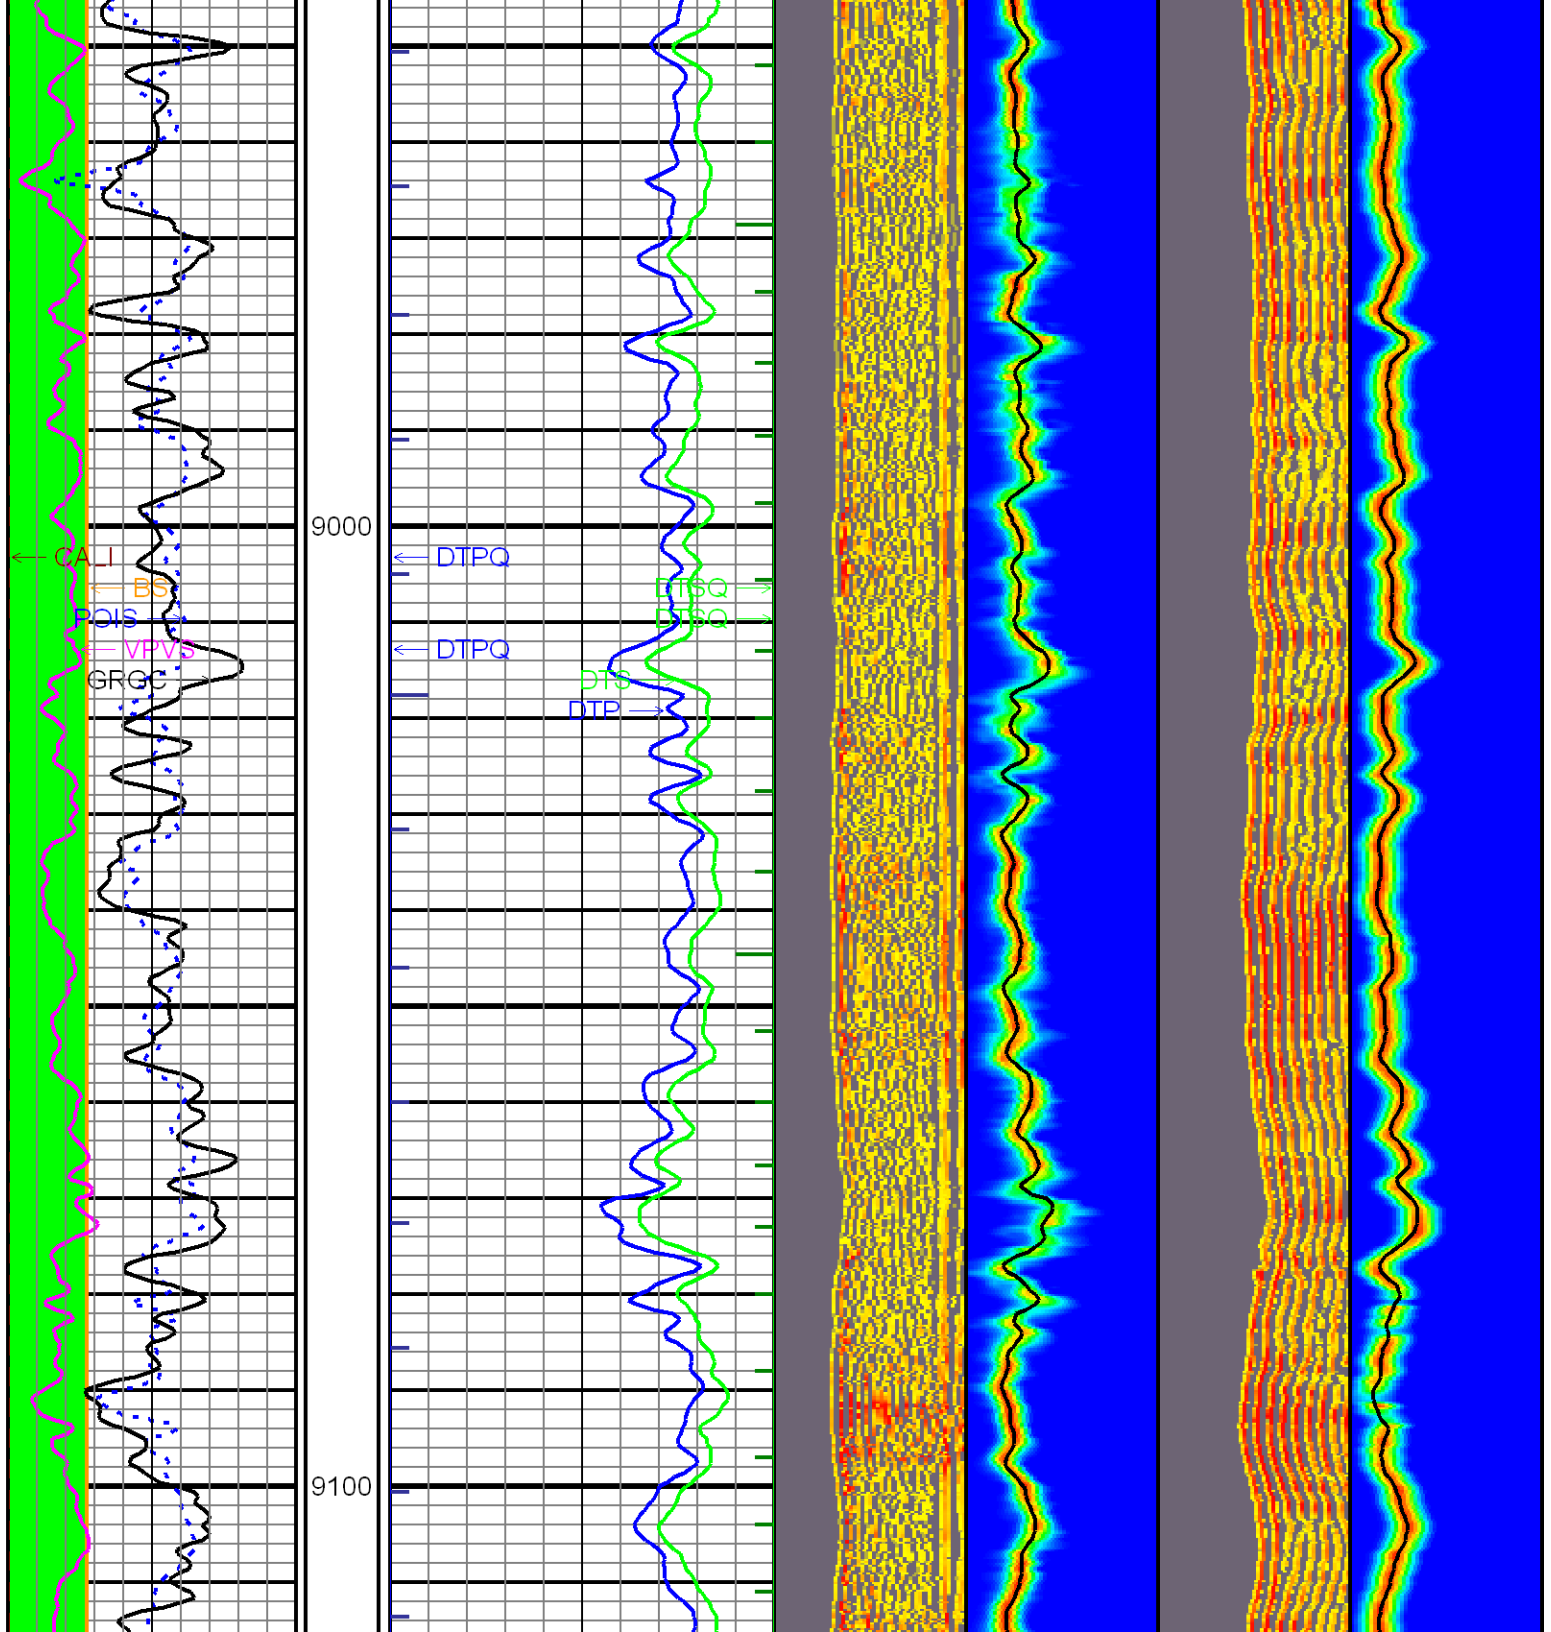 9000
CALI DTPQ
BS DTSQ
POIS DTSQ
VPVS DTPQ
GRGC DTS
DTP
9100